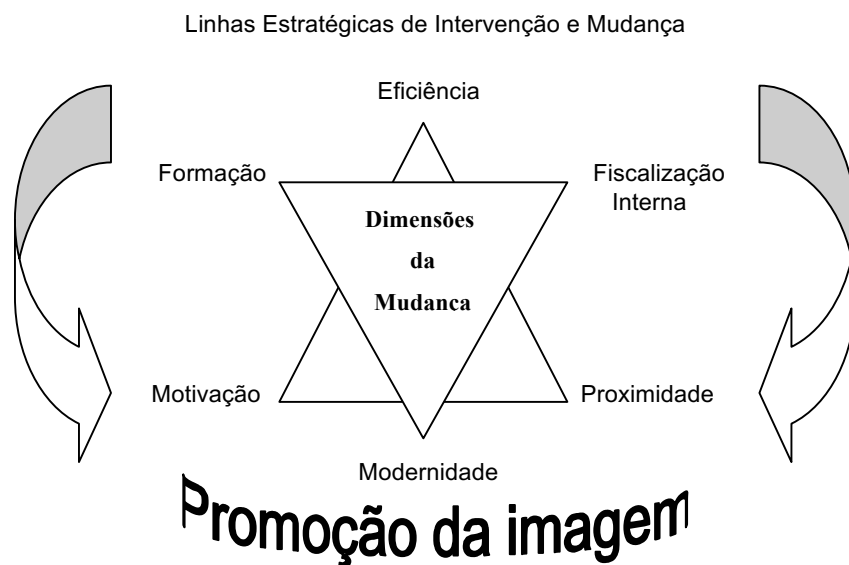 Linhas Estratégicas de Intervenção e Mudança
Eficiência
Formação
Fiscalização
Interna
Dimensões
da
Mudanca
Motivação
Proximidade
Modernidade
Promoção da imagem